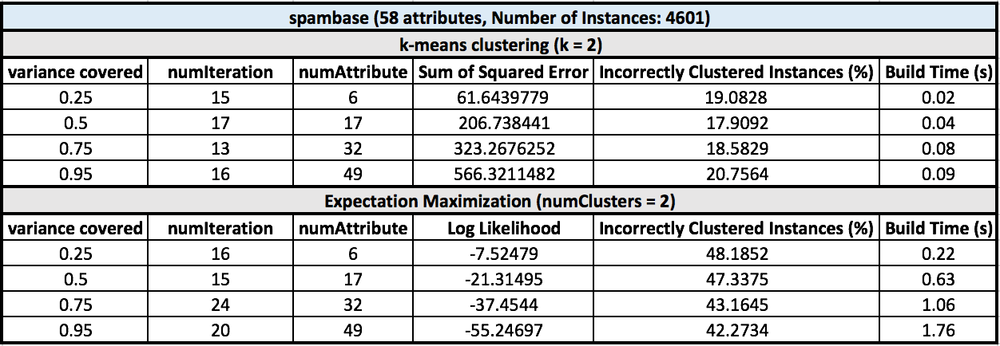 spambase (58 attributes, Number of Instances: 4601)
k-means clustering (k = 2)
variance covered numIteration numAttribute Sum of Squared Error Incorrectly Clustered Instances (%) Build Time (s)
0.25 15 6 61.6439779 19.0828 0.02
0.5 17 17 206.738441 17.9092 0.04
0.75 13 32 323.2676252 18.5829 0.08
0.95 16 49 566.3211482 20.7564 0.09
Expectation Maximization (numClusters = 2)
variance covered numIteration numAttribute Log Likelihood Incorrectly Clustered Instances (%) Build Time (s)
0.25 16 6 -7.52479 48.1852 0.22
0.5 15 17 -21.31495 47.3375 0.63
0.75 24 32 -37.4544 43.1645 1.06
0.95 20 49 -55.24697 42.2734 1.76